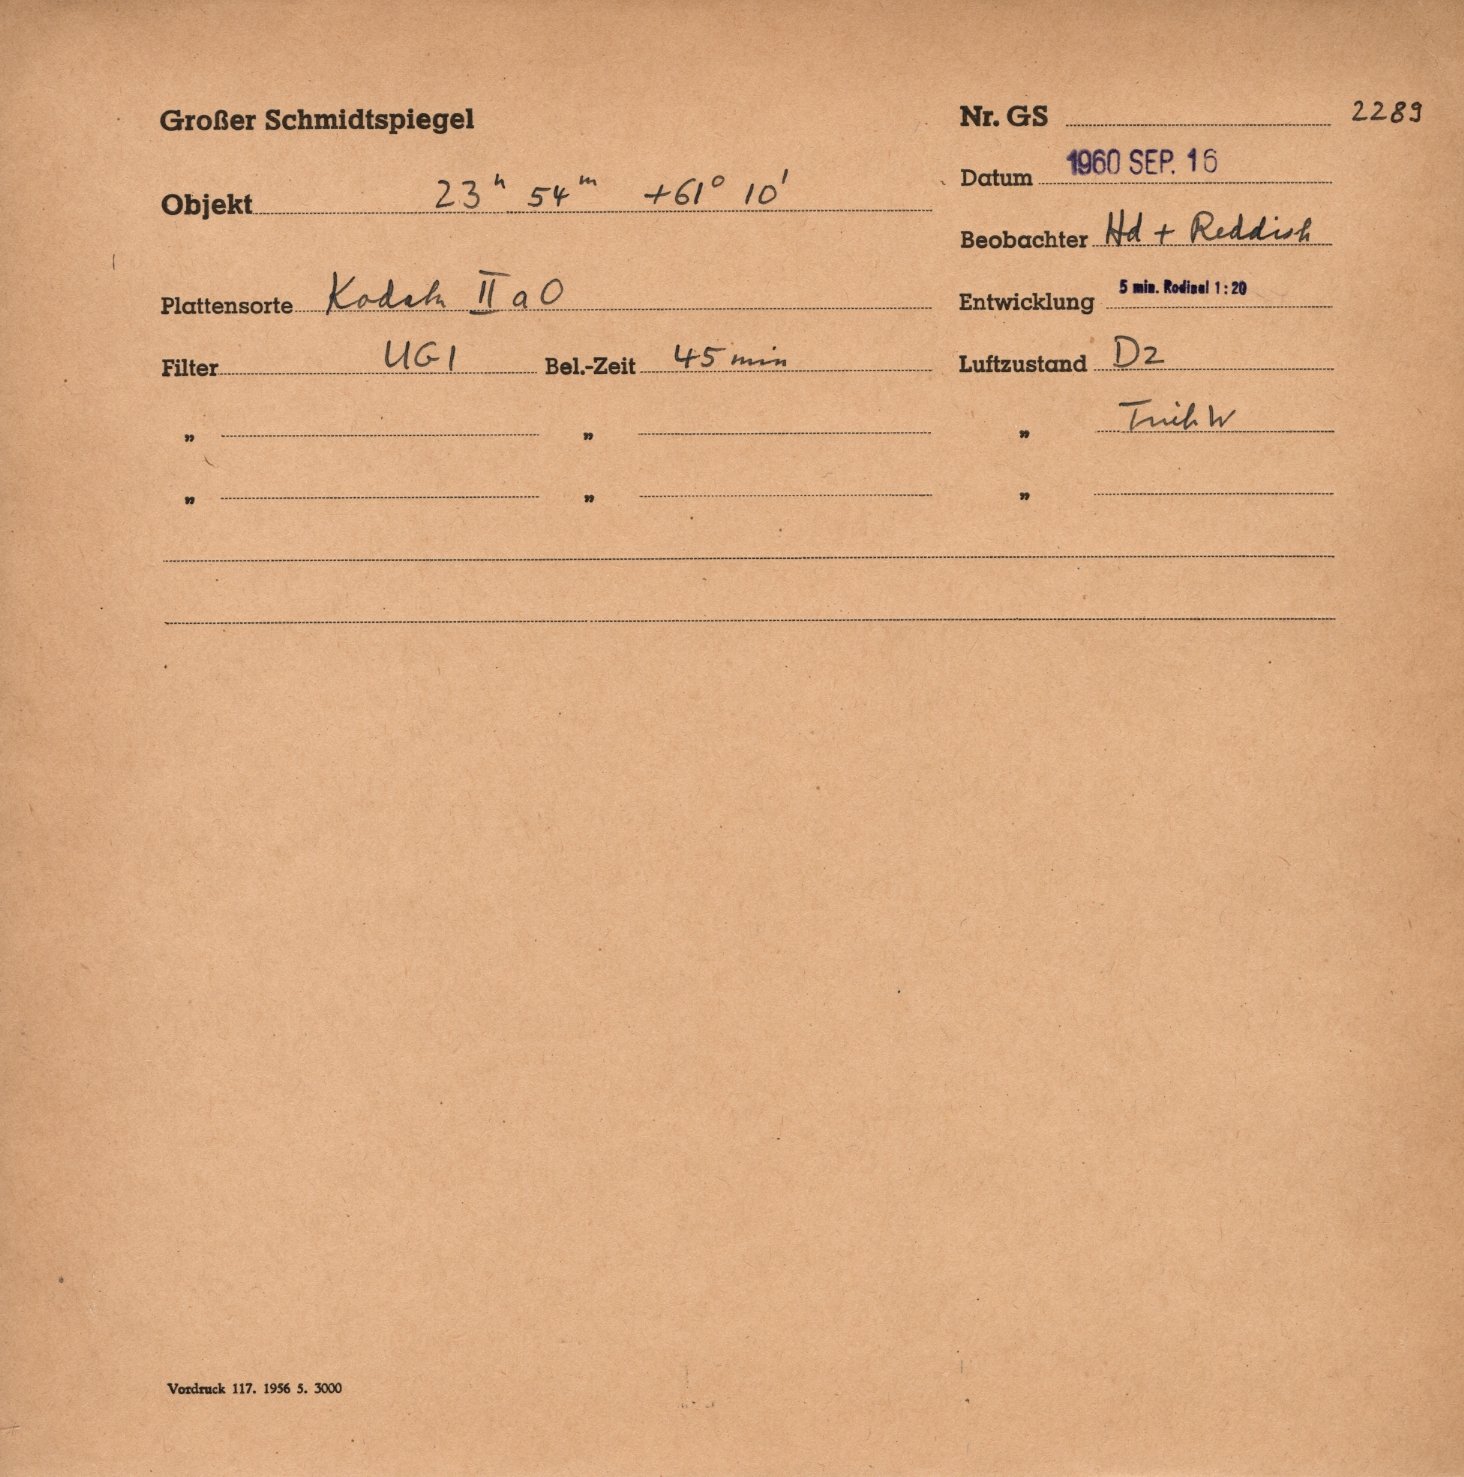 Großer Schmidtspiegel
Nr. GS 2289
Datum 1960 SEP. 16
Objekt 23ʰ 54ᵐ +61° 10'
Beobachter Hd + Reddish
Plattensorte Kodak II a O
Entwicklung 5 min. Rodinal 1:20
Filter UG1 Bel.-Zeit 45 min
Luftzustand D2
„ „ „
„ „ „
Vordruck 117. 1956 5. 3000